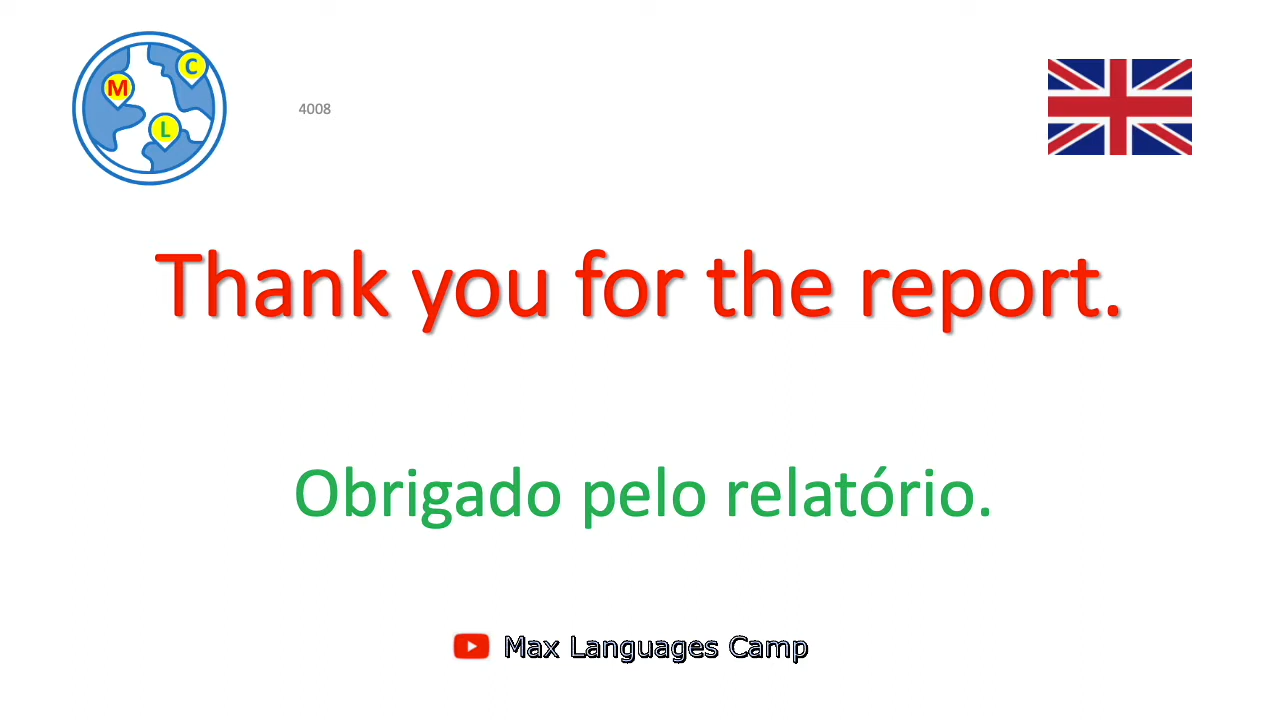 M
C
L
4008
Thank you for the report.
Obrigado pelo relatório.
Max Languages Camp